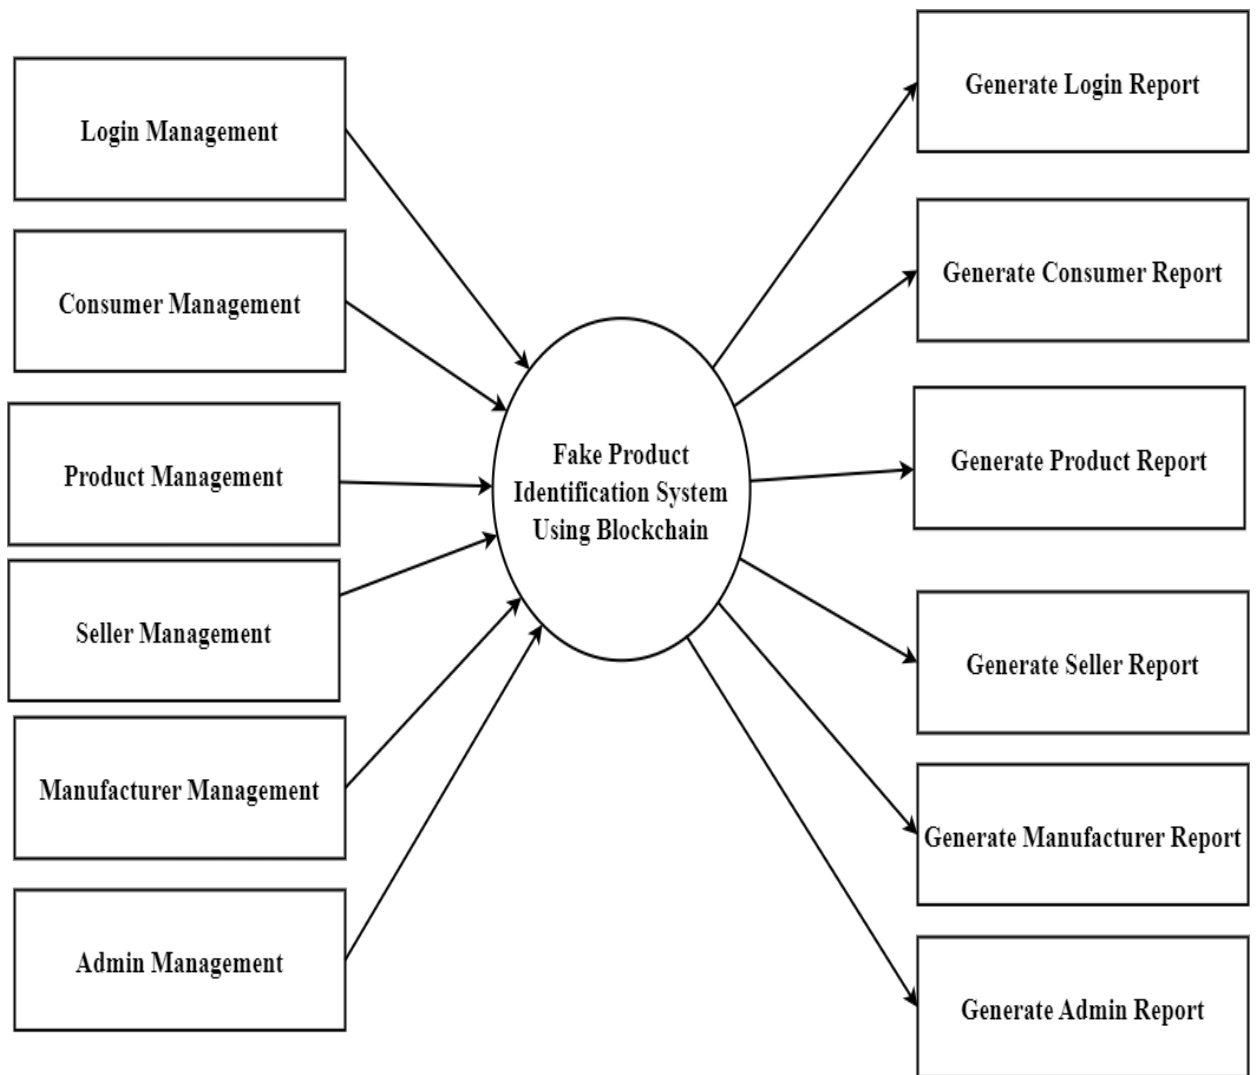 Login Management
Consumer Management
Product Management
Seller Management
Manufacturer Management
Admin Management
Fake Product
Identification System
Using Blockchain
Generate Login Report
Generate Consumer Report
Generate Product Report
Generate Seller Report
Generate Manufacturer Report
Generate Admin Report